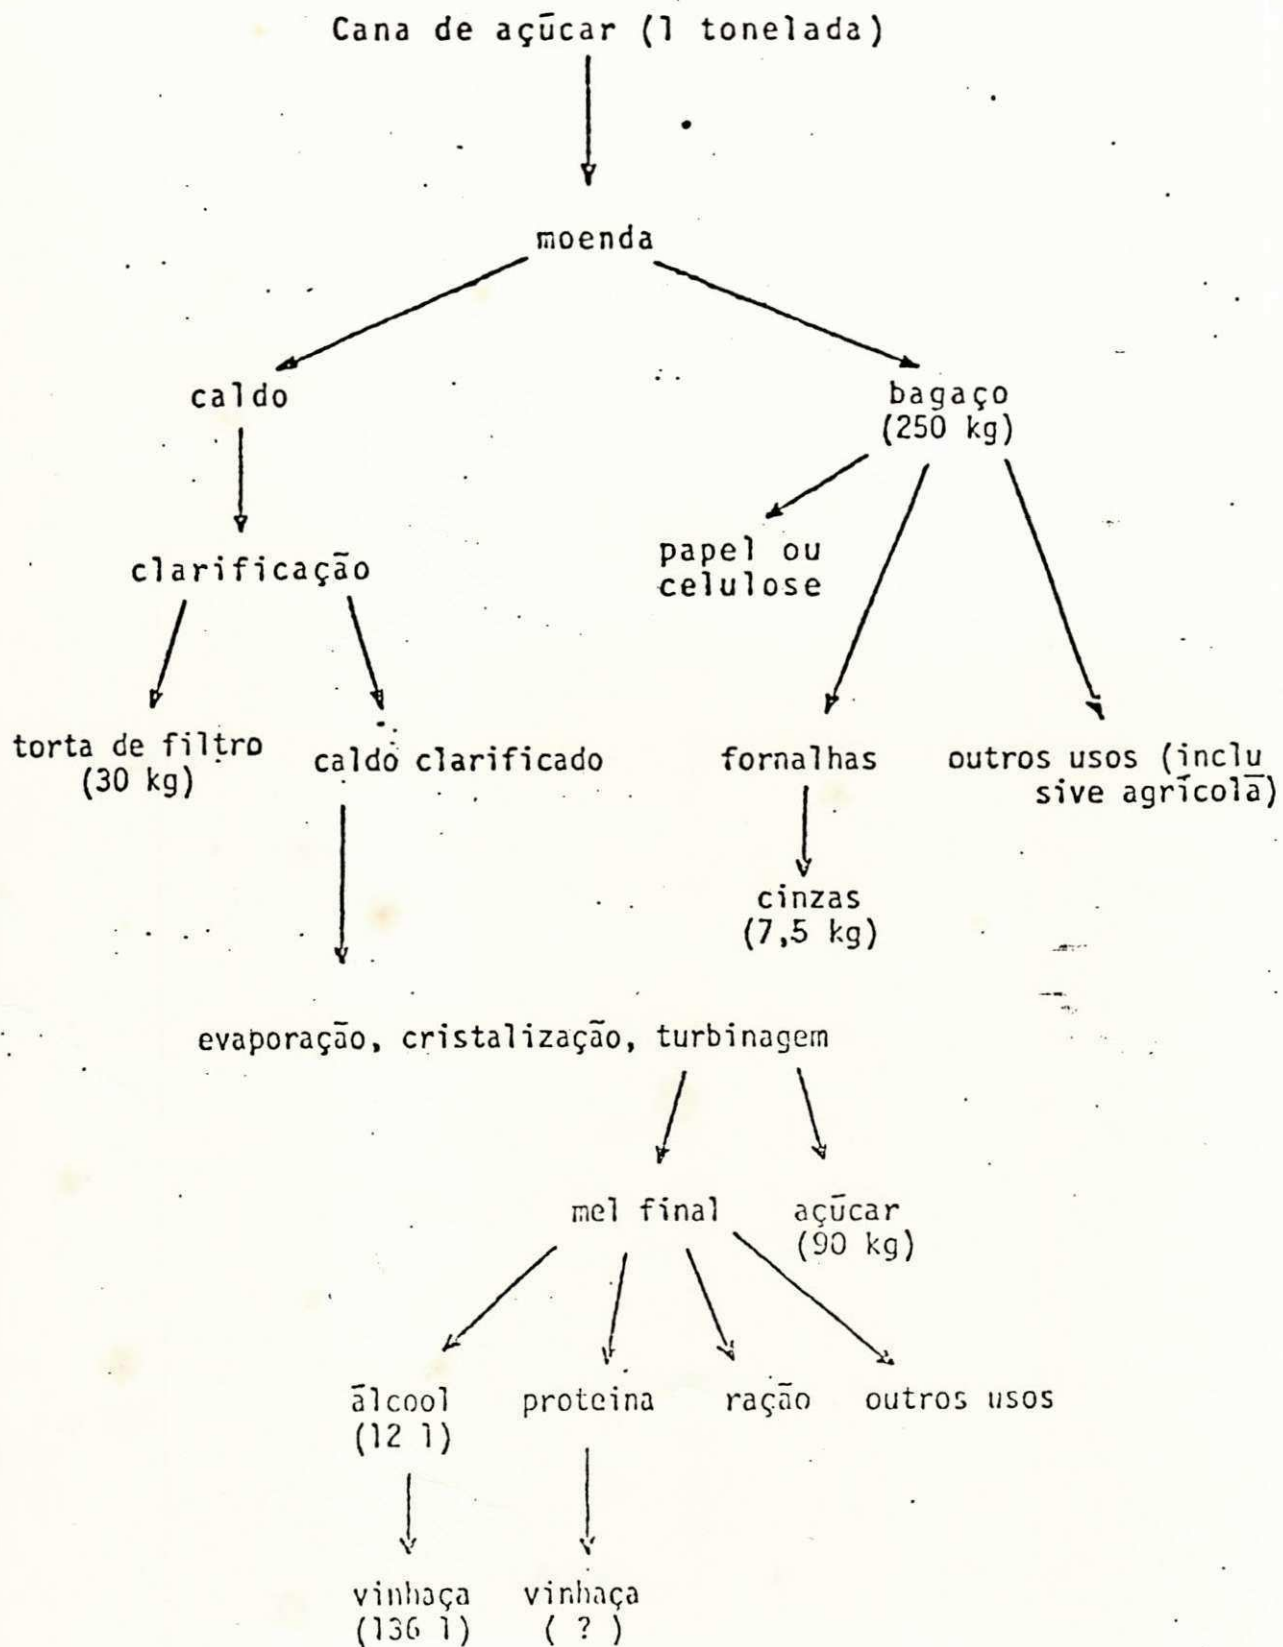 Cana de açúcar (1 tonelada)
moenda
caldo
bagaço
(250 kg)
papel ou
celulose
clarificação
torta de filtro
(30 kg)
caldo clarificado
fornalhas
outros usos (inclu
sive agrícola)
cinzas
(7,5 kg)
evaporação, cristalização, turbinagem
mel final
açúcar
(90 kg)
álcool
(12 l)
proteina
ração
outros usos
vinhaça
(136 l)
vinhaça
( ? )